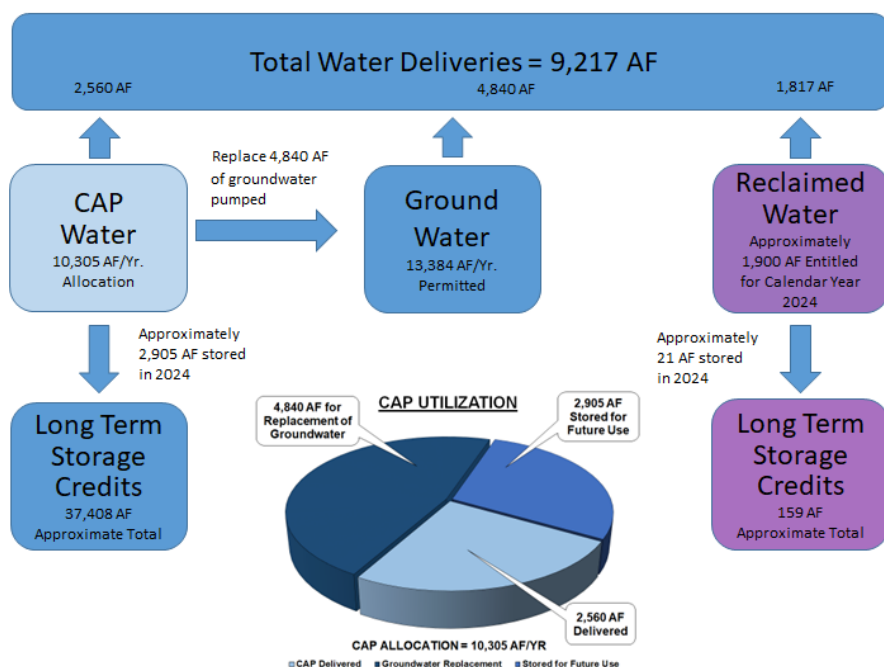 Total Water Deliveries = 9,217 AF
2,560 AF
4,840 AF
1,817 AF
Replace 4,840 AF
of groundwater
pumped
CAP
Water
10,305 AF/Yr.
Allocation
Ground
Water
13,384 AF/Yr.
Permitted
Reclaimed
Water
Approximately
1,900 AF Entitled
for Calendar Year
2024
Approximately
2,905 AF stored
in 2024
Approximately
21 AF stored
in 2024
Long Term
Storage
Credits
37,408 AF
Approximate Total
CAP UTILIZATION
4,840 AF for
Replacement of
Groundwater
2,905 AF
Stored for
Future Use
2,560 AF
Delivered
CAP ALLOCATION = 10,305 AF/YR
CAP Delivered
Groundwater Replacement
Stored for Future Use
Long Term
Storage
Credits
159 AF
Approximate Total